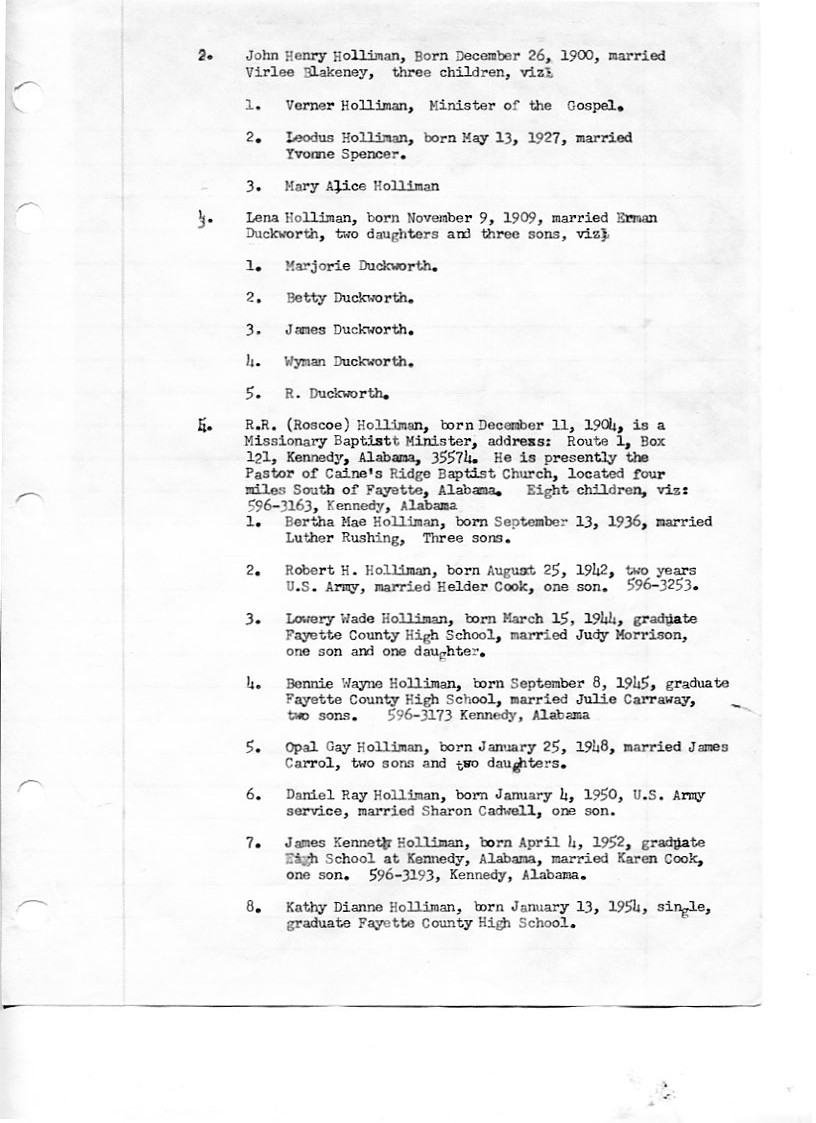 2. John Henry Holliman, Born December 26, 1900, married
Virlee Blakeney, three children, viz:
1. Verner Holliman, Minister of the Gospel.
2. Leodus Holliman, born May 13, 1927, married
Yvonne Spencer.
3. Mary Alice Holliman
3. Lena Holliman, born November 9, 1909, married Erman
Duckworth, two daughters and three sons, viz:
1. Marjorie Duckworth.
2. Betty Duckworth.
3. James Duckworth.
4. Wyman Duckworth.
5. R. Duckworth.
R.R. (Roscoe) Holliman, born December 11, 1904, is a
Missionary Baptistt Minister, address: Route 1, Box
121, Kennedy, Alabama, 35574. He is presently the
Pastor of Caine's Ridge Baptist Church, located four
miles South of Fayette, Alabama. Eight children, viz:
596-3163, Kennedy, Alabama
1. Bertha Mae Holliman, born September 13, 1936, married
Luther Rushing, Three sons.
2. Robert H. Holliman, born August 25, 1942, two years
U.S. Army, married Helder Cook, one son. 596-3253.
3. Lowery Wade Holliman, born March 15, 1944, graduate
Fayette County High School, married Judy Morrison,
one son and one daughter.
4. Bennie Wayne Holliman, born September 8, 1945, graduate
Fayette County High School, married Julie Carraway,
two sons. 596-3173 Kennedy, Alabama
5. Opal Gay Holliman, born January 25, 1948, married James
Carrol, two sons and two daughters.
6. Daniel Ray Holliman, born January 4, 1950, U.S. Army
service, married Sharon Cadwell, one son.
7. James Kenneth Holliman, born April 4, 1952, graduate
High School at Kennedy, Alabama, married Karen Cook,
one son. 596-3193, Kennedy, Alabama.
8. Kathy Dianne Holliman, born January 13, 1954, single,
graduate Fayette County High School.